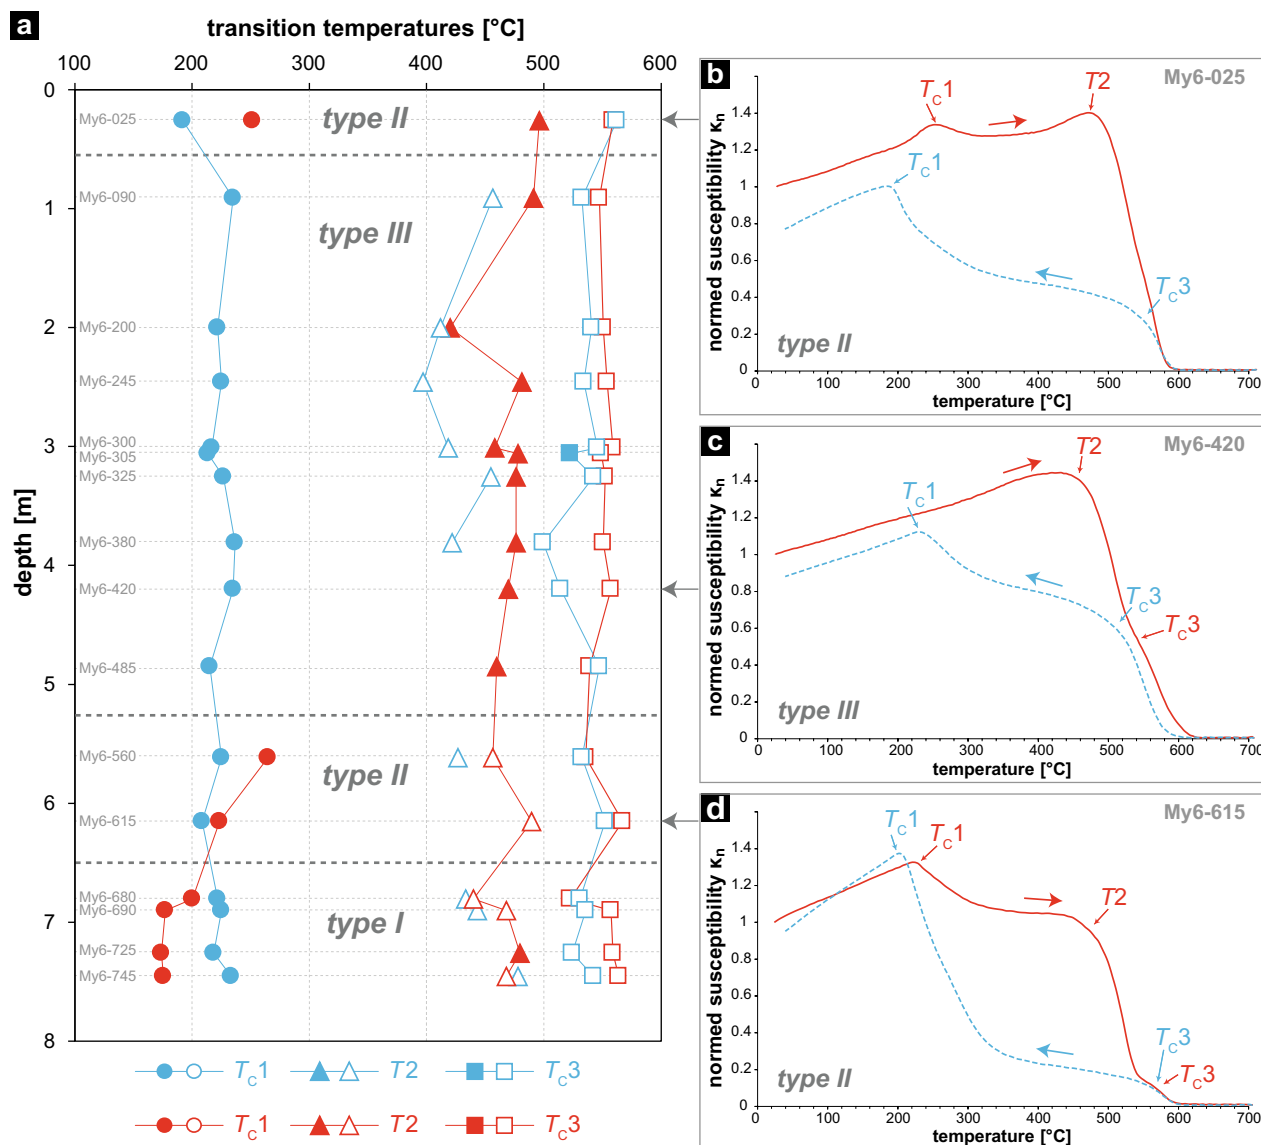 a
transition temperatures [°C]
100 200 300 400 500 600
depth [m]
0
1
2
3
4
5
6
7
8
My6-025
type II
My6-090
type III
My6-200
My6-245
My6-300
My6-305
My6-325
My6-380
My6-420
My6-485
My6-560
type II
My6-615
My6-680
My6-690
type I
My6-725
My6-745
TC1 T2 TC3
TC1 T2 TC3
b
My6-025
normed susceptibility κn
1.4
1.2
1
0.8
0.6
0.4
0.2
0
TC1
T2
TC1
TC3
type II
0 100 200 300 400 500 600 700
temperature [°C]
c
My6-420
normed susceptibility κn
1.4
1.2
1
0.8
0.6
0.4
0.2
0
T2
TC1
TC3
TC3
type III
0 100 200 300 400 500 600 700
temperature [°C]
d
My6-615
normed susceptibility κn
1.4
1.2
1
0.8
0.6
0.4
0.2
0
TC1
TC1
T2
TC3
TC3
type II
0 100 200 300 400 500 600 700
temperature [°C]